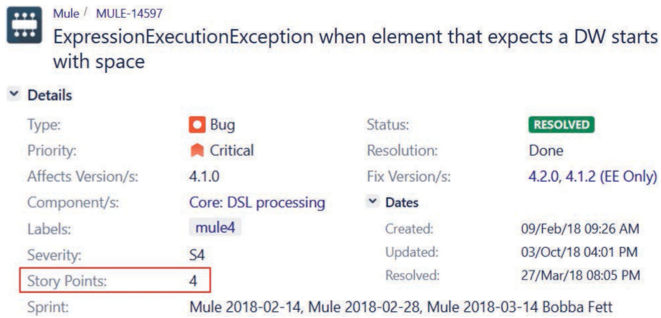 Mule / MULE-14597
ExpressionExecutionException when element that expects a DW starts
with space
Details
Type: Bug Status: RESOLVED
Priority: Critical Resolution: Done
Affects Version/s: 4.1.0 Fix Version/s: 4.2.0, 4.1.2 (EE Only)
Component/s: Core: DSL processing Dates
Labels: mule4 Created: 09/Feb/18 09:26 AM
Severity: S4 Updated: 03/Oct/18 04:01 PM
Story Points: 4 Resolved: 27/Mar/18 08:05 PM
Sprint: Mule 2018-02-14, Mule 2018-02-28, Mule 2018-03-14 Bobba Fett